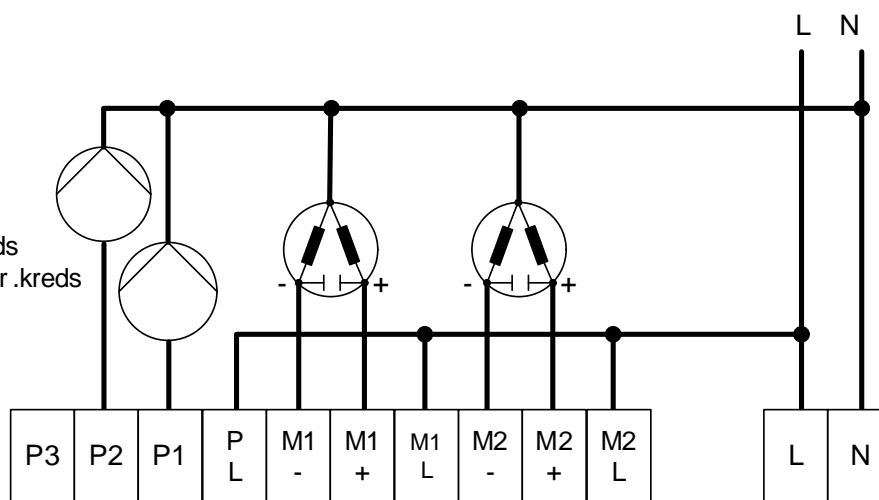 L N
ds
r .kreds
- + - +
P3 P2 P1 P L M1 - M1 + M1 L M2 - M2 + M2 L L N